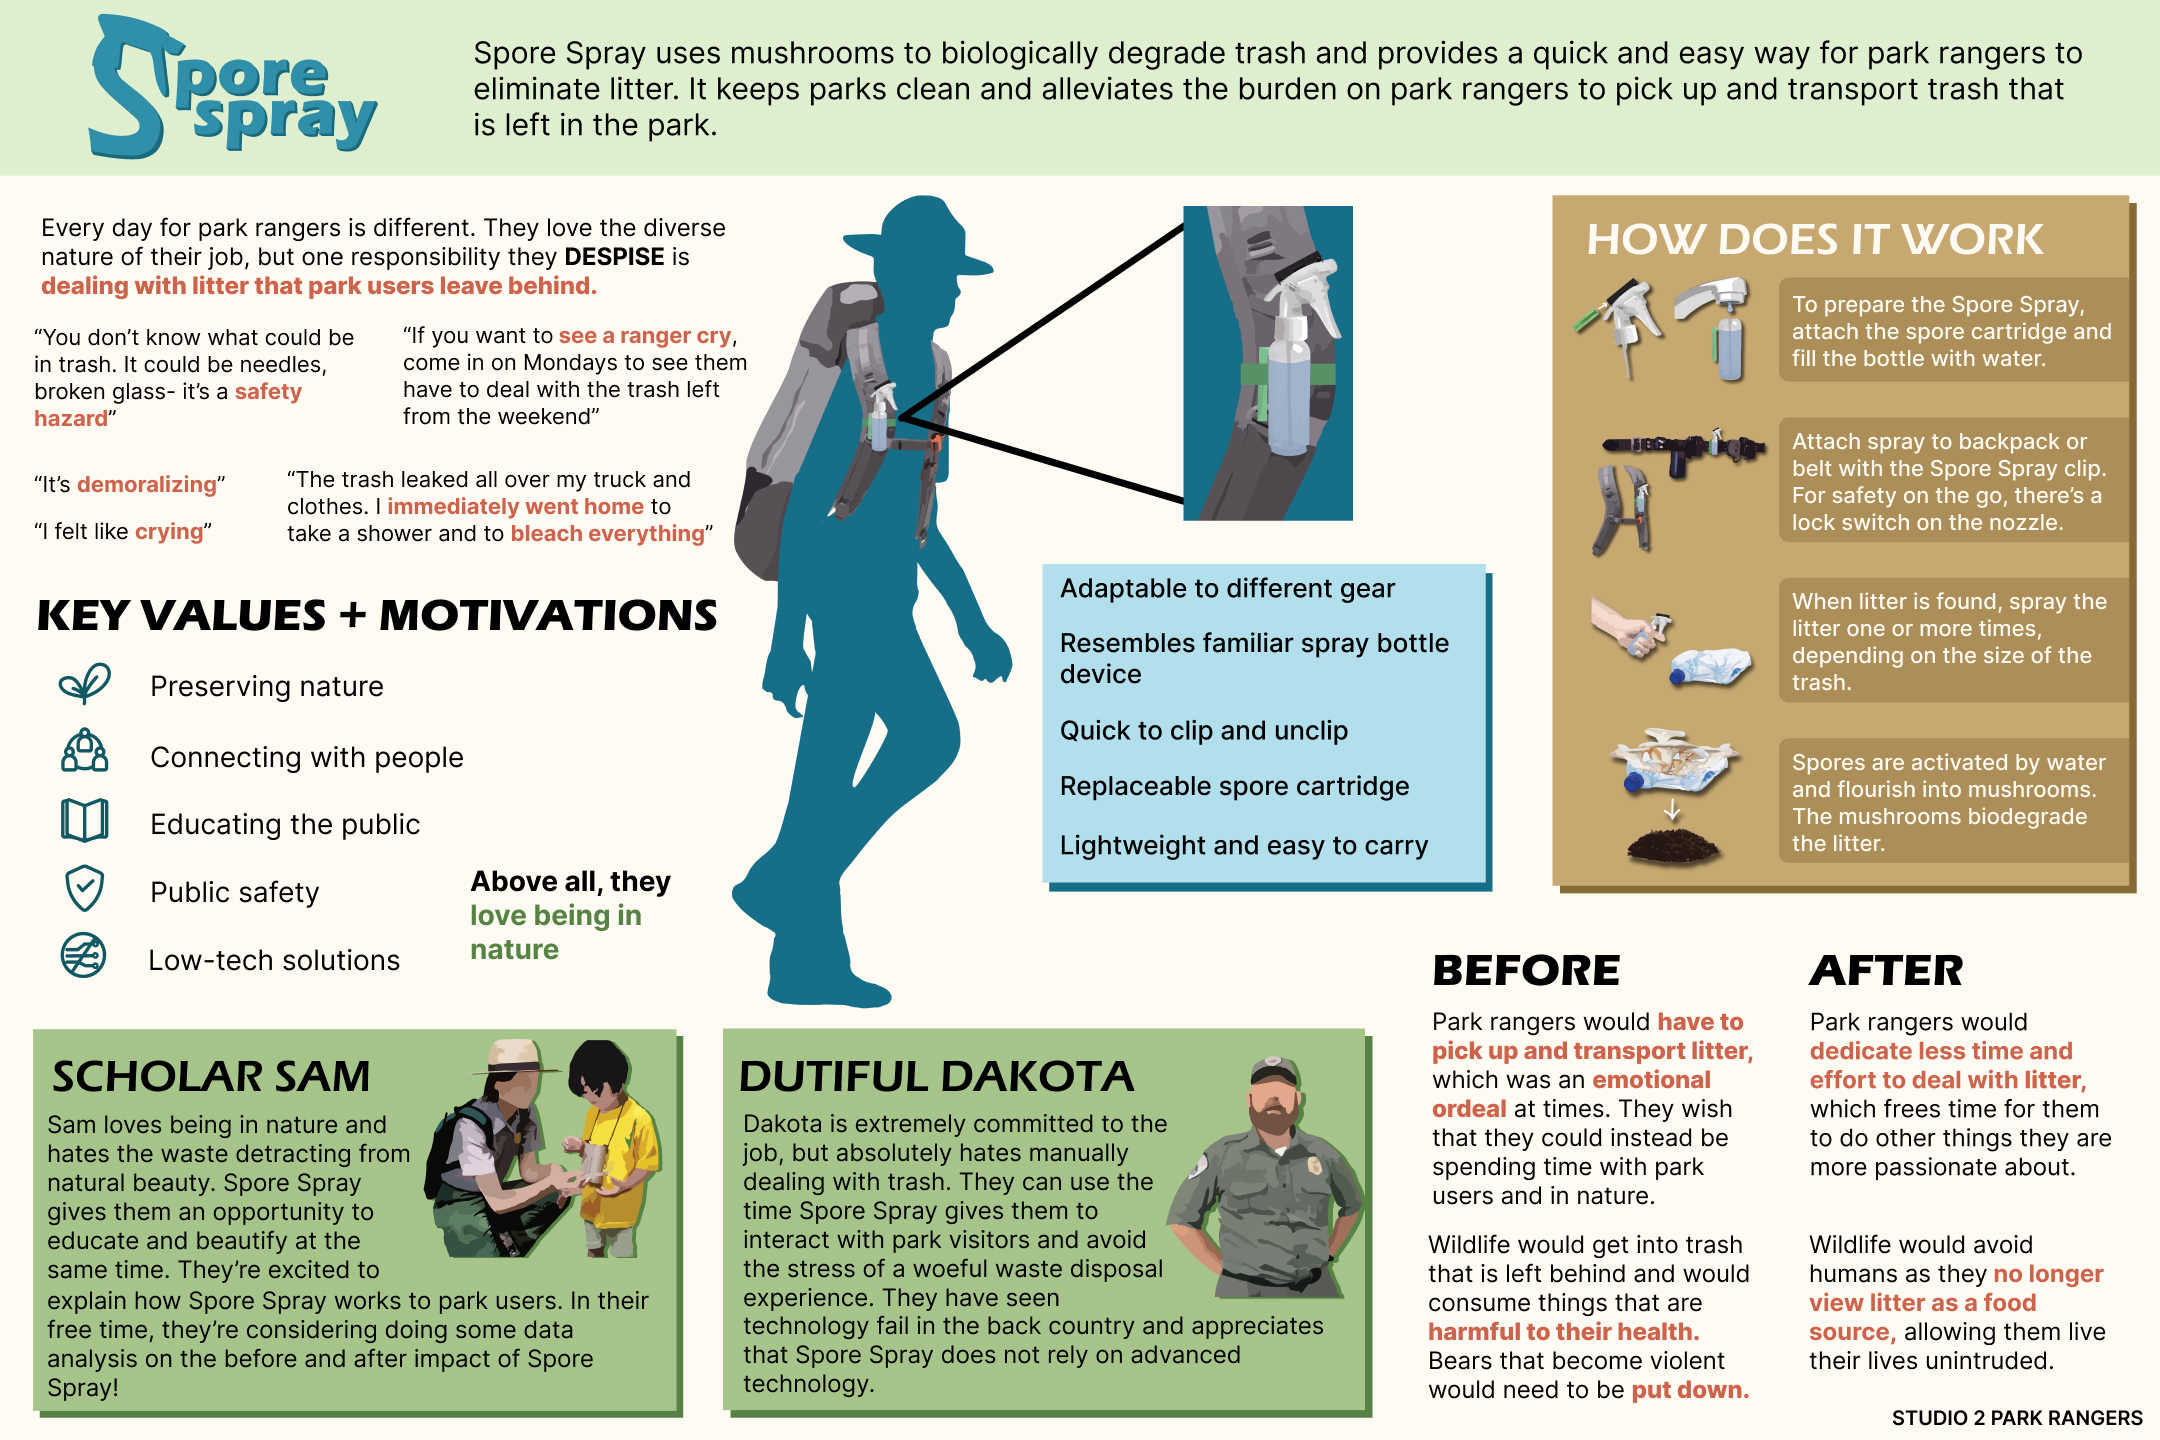 Spore
spray
Spore Spray uses mushrooms to biologically degrade trash and provides a quick and easy way for park rangers to
eliminate litter. It keeps parks clean and alleviates the burden on park rangers to pick up and transport trash that
is left in the park.
Every day for park rangers is different. They love the diverse
nature of their job, but one responsibility they DESPISE is
dealing with litter that park users leave behind.
“You don’t know what could be
in trash. It could be needles,
broken glass- it’s a safety
hazard”
“If you want to see a ranger cry,
come in on Mondays to see them
have to deal with the trash left
from the weekend”
“It’s demoralizing”
“I felt like crying”
“The trash leaked all over my truck and
clothes. I immediately went home to
take a shower and to bleach everything”
KEY VALUES + MOTIVATIONS
Preserving nature
Connecting with people
Educating the public
Public safety
Low-tech solutions
Above all, they
love being in
nature
Adaptable to different gear
Resembles familiar spray bottle
device
Quick to clip and unclip
Replaceable spore cartridge
Lightweight and easy to carry
HOW DOES IT WORK
To prepare the Spore Spray,
attach the spore cartridge and
fill the bottle with water.
Attach spray to backpack or
belt with the Spore Spray clip.
For safety on the go, there’s a
lock switch on the nozzle.
When litter is found, spray the
litter one or more times,
depending on the size of the
trash.
Spores are activated by water
and flourish into mushrooms.
The mushrooms biodegrade
the litter.
SCHOLAR SAM
Sam loves being in nature and
hates the waste detracting from
natural beauty. Spore Spray
gives them an opportunity to
educate and beautify at the
same time. They’re excited to
explain how Spore Spray works to park users. In their
free time, they’re considering doing some data
analysis on the before and after impact of Spore
Spray!
DUTIFUL DAKOTA
Dakota is extremely committed to the
job, but absolutely hates manually
dealing with trash. They can use the
time Spore Spray gives them to
interact with park visitors and avoid
the stress of a woeful waste disposal
experience. They have seen
technology fail in the back country and appreciates
that Spore Spray does not rely on advanced
technology.
BEFORE
Park rangers would have to
pick up and transport litter,
which was an emotional
ordeal at times. They wish
that they could instead be
spending time with park
users and in nature.
Wildlife would get into trash
that is left behind and would
consume things that are
harmful to their health.
Bears that become violent
would need to be put down.
AFTER
Park rangers would
dedicate less time and
effort to deal with litter,
which frees time for them
to do other things they are
more passionate about.
Wildlife would avoid
humans as they no longer
view litter as a food
source, allowing them live
their lives unintruded.
STUDIO 2 PARK RANGERS